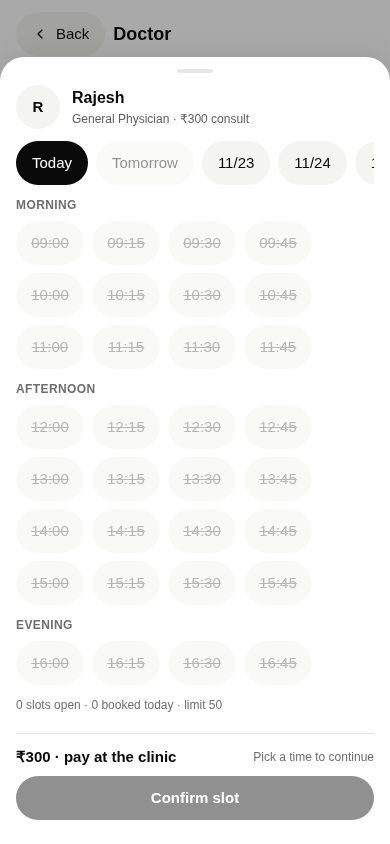 Back Doctor
R
Rajesh
General Physician · ₹300 consult
Today Tomorrow 11/23 11/24
MORNING
09:00 09:15 09:30 09:45
10:00 10:15 10:30 10:45
11:00 11:15 11:30 11:45
AFTERNOON
12:00 12:15 12:30 12:45
13:00 13:15 13:30 13:45
14:00 14:15 14:30 14:45
15:00 15:15 15:30 15:45
EVENING
16:00 16:15 16:30 16:45
0 slots open · 0 booked today · limit 50
₹300 · pay at the clinic Pick a time to continue
Confirm slot